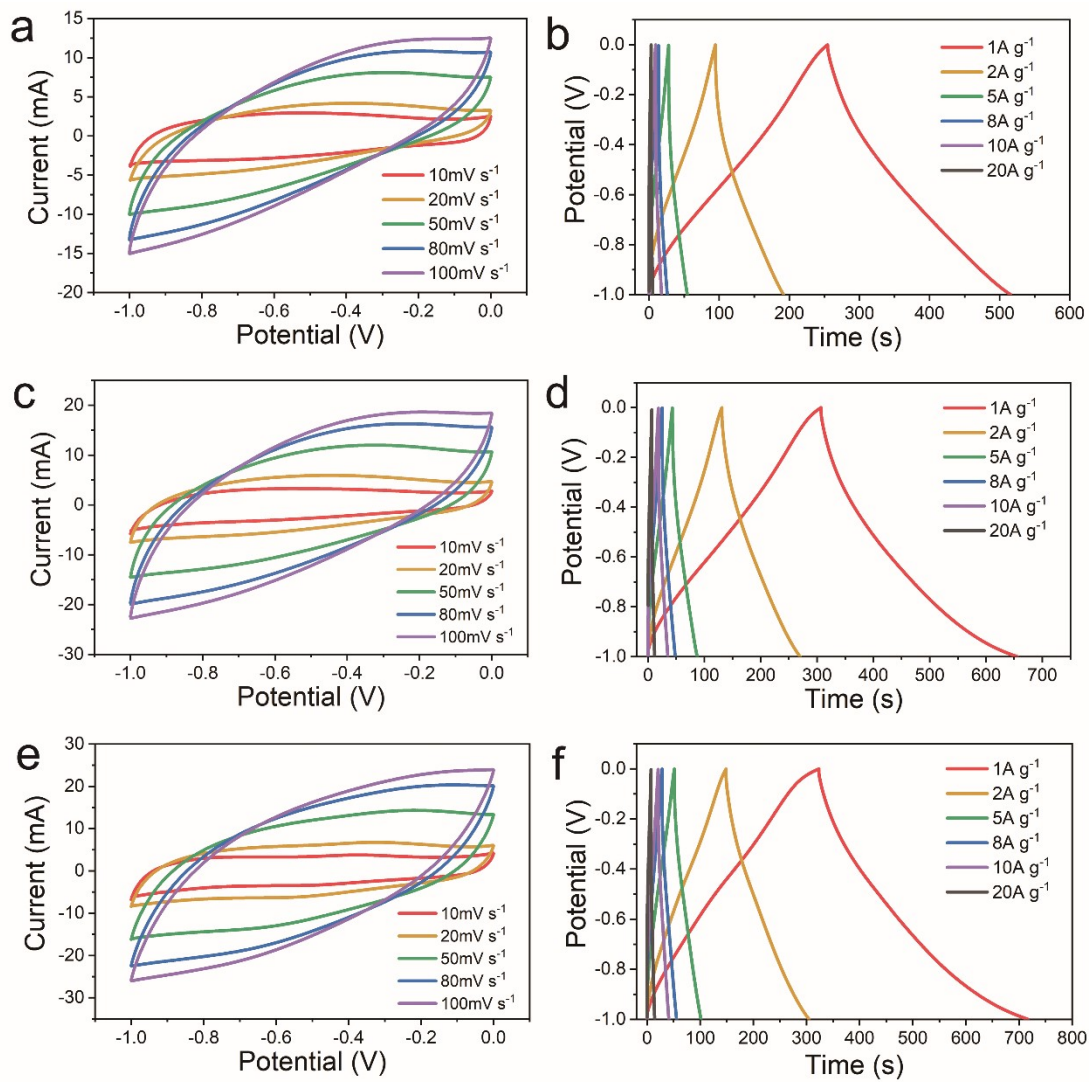 a
15
10
5
0
-5
-10
-15
-20
Current (mA)
-1.0 -0.8 -0.6 -0.4 -0.2 0.0
Potential (V)
10mV s⁻¹
20mV s⁻¹
50mV s⁻¹
80mV s⁻¹
100mV s⁻¹
b
0.0
-0.2
-0.4
-0.6
-0.8
-1.0
Potential (V)
0 100 200 300 400 500 600
Time (s)
1A g⁻¹
2A g⁻¹
5A g⁻¹
8A g⁻¹
10A g⁻¹
20A g⁻¹
c
20
10
0
-10
-20
-30
Current (mA)
-1.0 -0.8 -0.6 -0.4 -0.2 0.0
Potential (V)
10mV s⁻¹
20mV s⁻¹
50mV s⁻¹
80mV s⁻¹
100mV s⁻¹
d
0.0
-0.2
-0.4
-0.6
-0.8
-1.0
Potential (V)
0 100 200 300 400 500 600 700
Time (s)
1A g⁻¹
2A g⁻¹
5A g⁻¹
8A g⁻¹
10A g⁻¹
20A g⁻¹
e
30
20
10
0
-10
-20
-30
Current (mA)
-1.0 -0.8 -0.6 -0.4 -0.2 0.0
Potential (V)
10mV s⁻¹
20mV s⁻¹
50mV s⁻¹
80mV s⁻¹
100mV s⁻¹
f
0.0
-0.2
-0.4
-0.6
-0.8
-1.0
Potential (V)
0 100 200 300 400 500 600 700 800
Time (s)
1A g⁻¹
2A g⁻¹
5A g⁻¹
8A g⁻¹
10A g⁻¹
20A g⁻¹